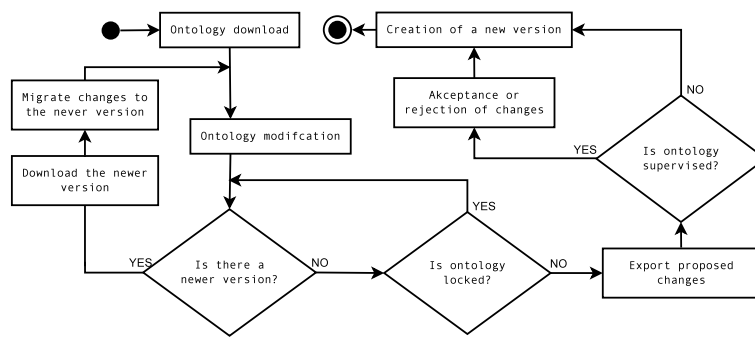 Ontology download
Creation of a new version
Migrate changes to
the never version
Akceptance or
rejection of changes
NO
Ontology modifcation
YES
Is ontology
supervised?
Download the newer
version
YES
YES
Is there a
newer version?
NO
Is ontology
locked?
NO
Export proposed
changes